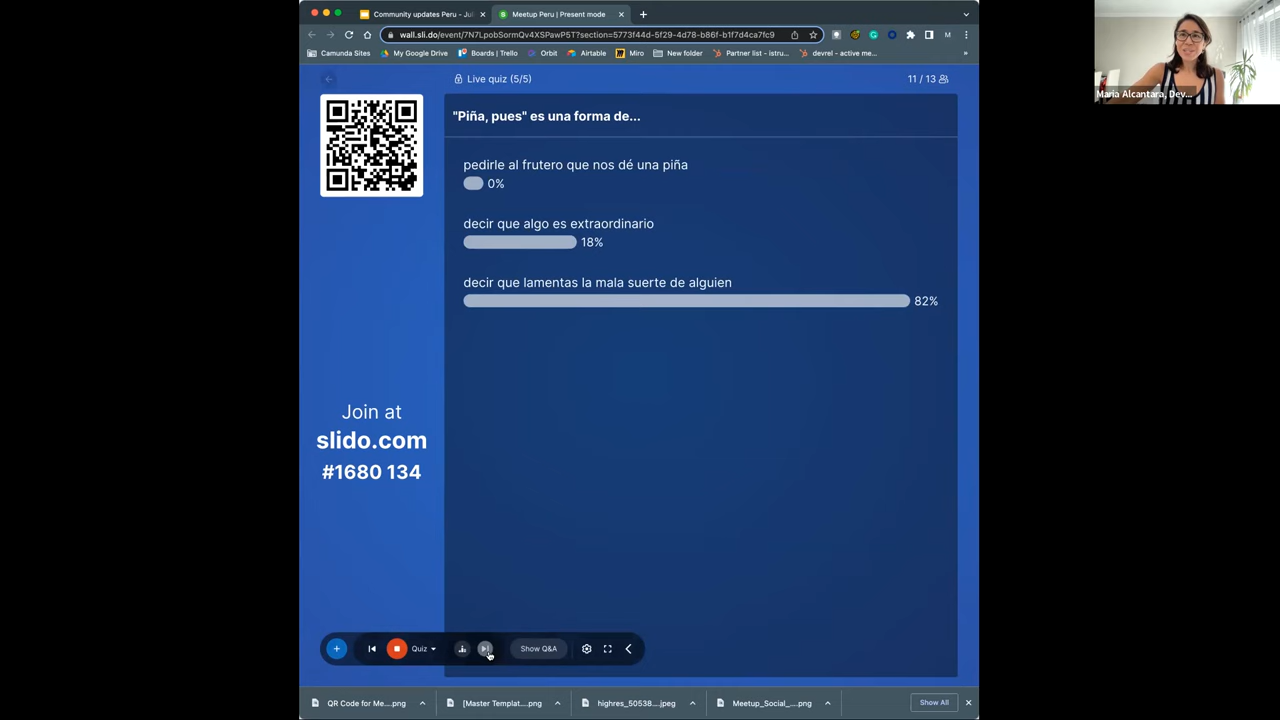 Community updates Peru - Jul
Meetup Peru | Present mode
wall.sli.do/event/7N7LpobSormQv4XSPawP5T?section=5773f44d-5f29-4d78-b86f-b1f7d4ca7fc9
M
Camunda Sites
My Google Drive
Boards | Trello
Orbit
Airtable
Miro
New folder
Partner list - istru...
devrel - active me...
»
Maria Alcantara, Dev...
Live quiz (5/5)
11 / 13
"Piña, pues" es una forma de...
pedirle al frutero que nos dé una piña
0%
decir que algo es extraordinario
18%
decir que lamentas la mala suerte de alguien
82%
Join at
slido.com
#1680 134
Quiz
Show Q&A
QR Code for Me....png
[Master Templat....png
highres_50538....jpeg
Meetup_Social_....png
Show All